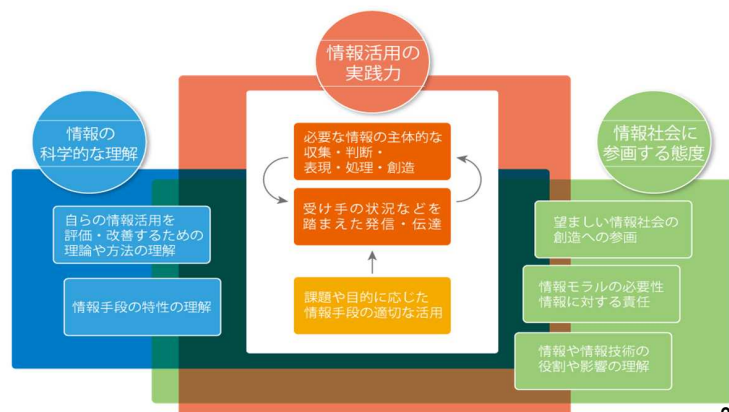 情報活用の
実践力
情報の
科学的な理解
情報社会に
参画する態度
必要な情報の主体的な
収集・判断・
表現・処理・創造
受け手の状況などを
踏まえた発信・伝達
課題や目的に応じた
情報手段の適切な活用
自らの情報活用を
評価・改善するための
理論や方法の理解
情報手段の特性の理解
望ましい情報社会の
創造への参画
情報モラルの必要性
情報に対する責任
情報や情報技術の
役割や影響の理解